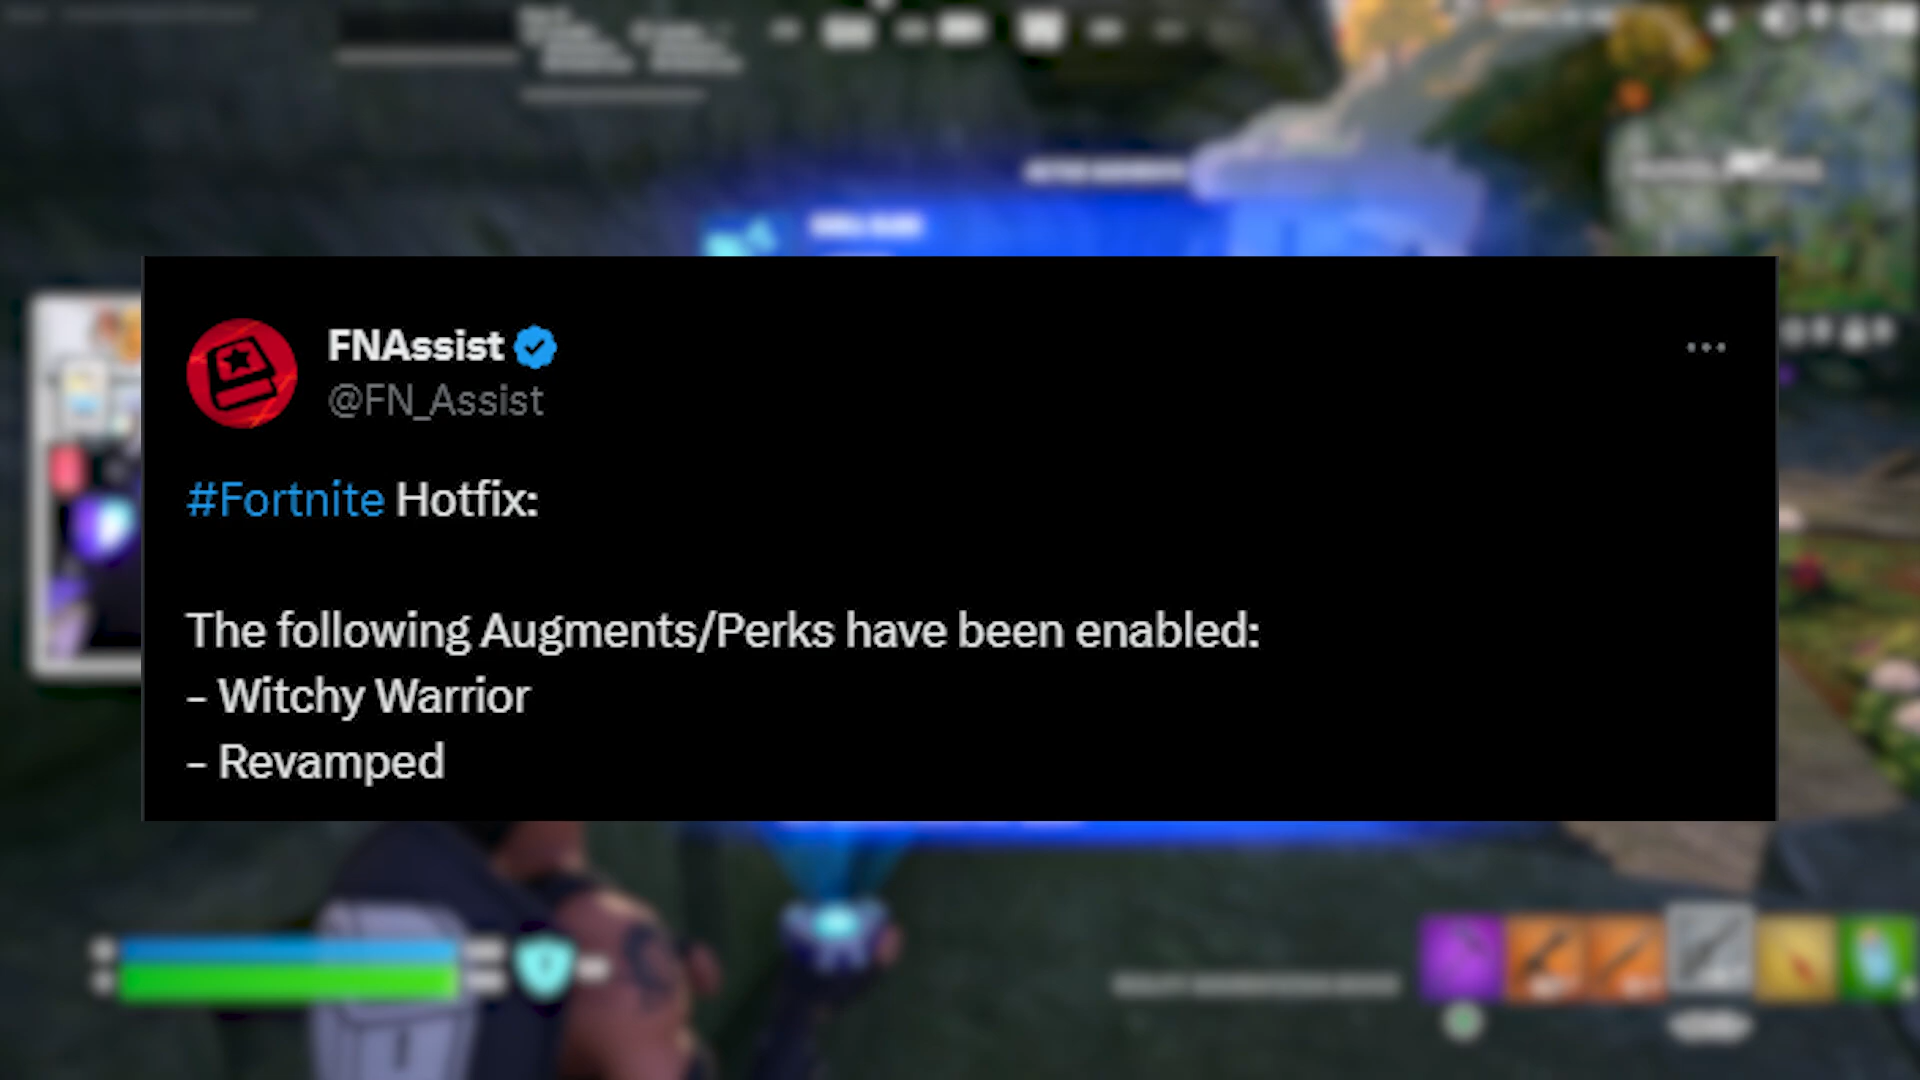 FNAssist
@FN_Assist
#Fortnite Hotfix:
The following Augments/Perks have been enabled:
- Witchy Warrior
- Revamped